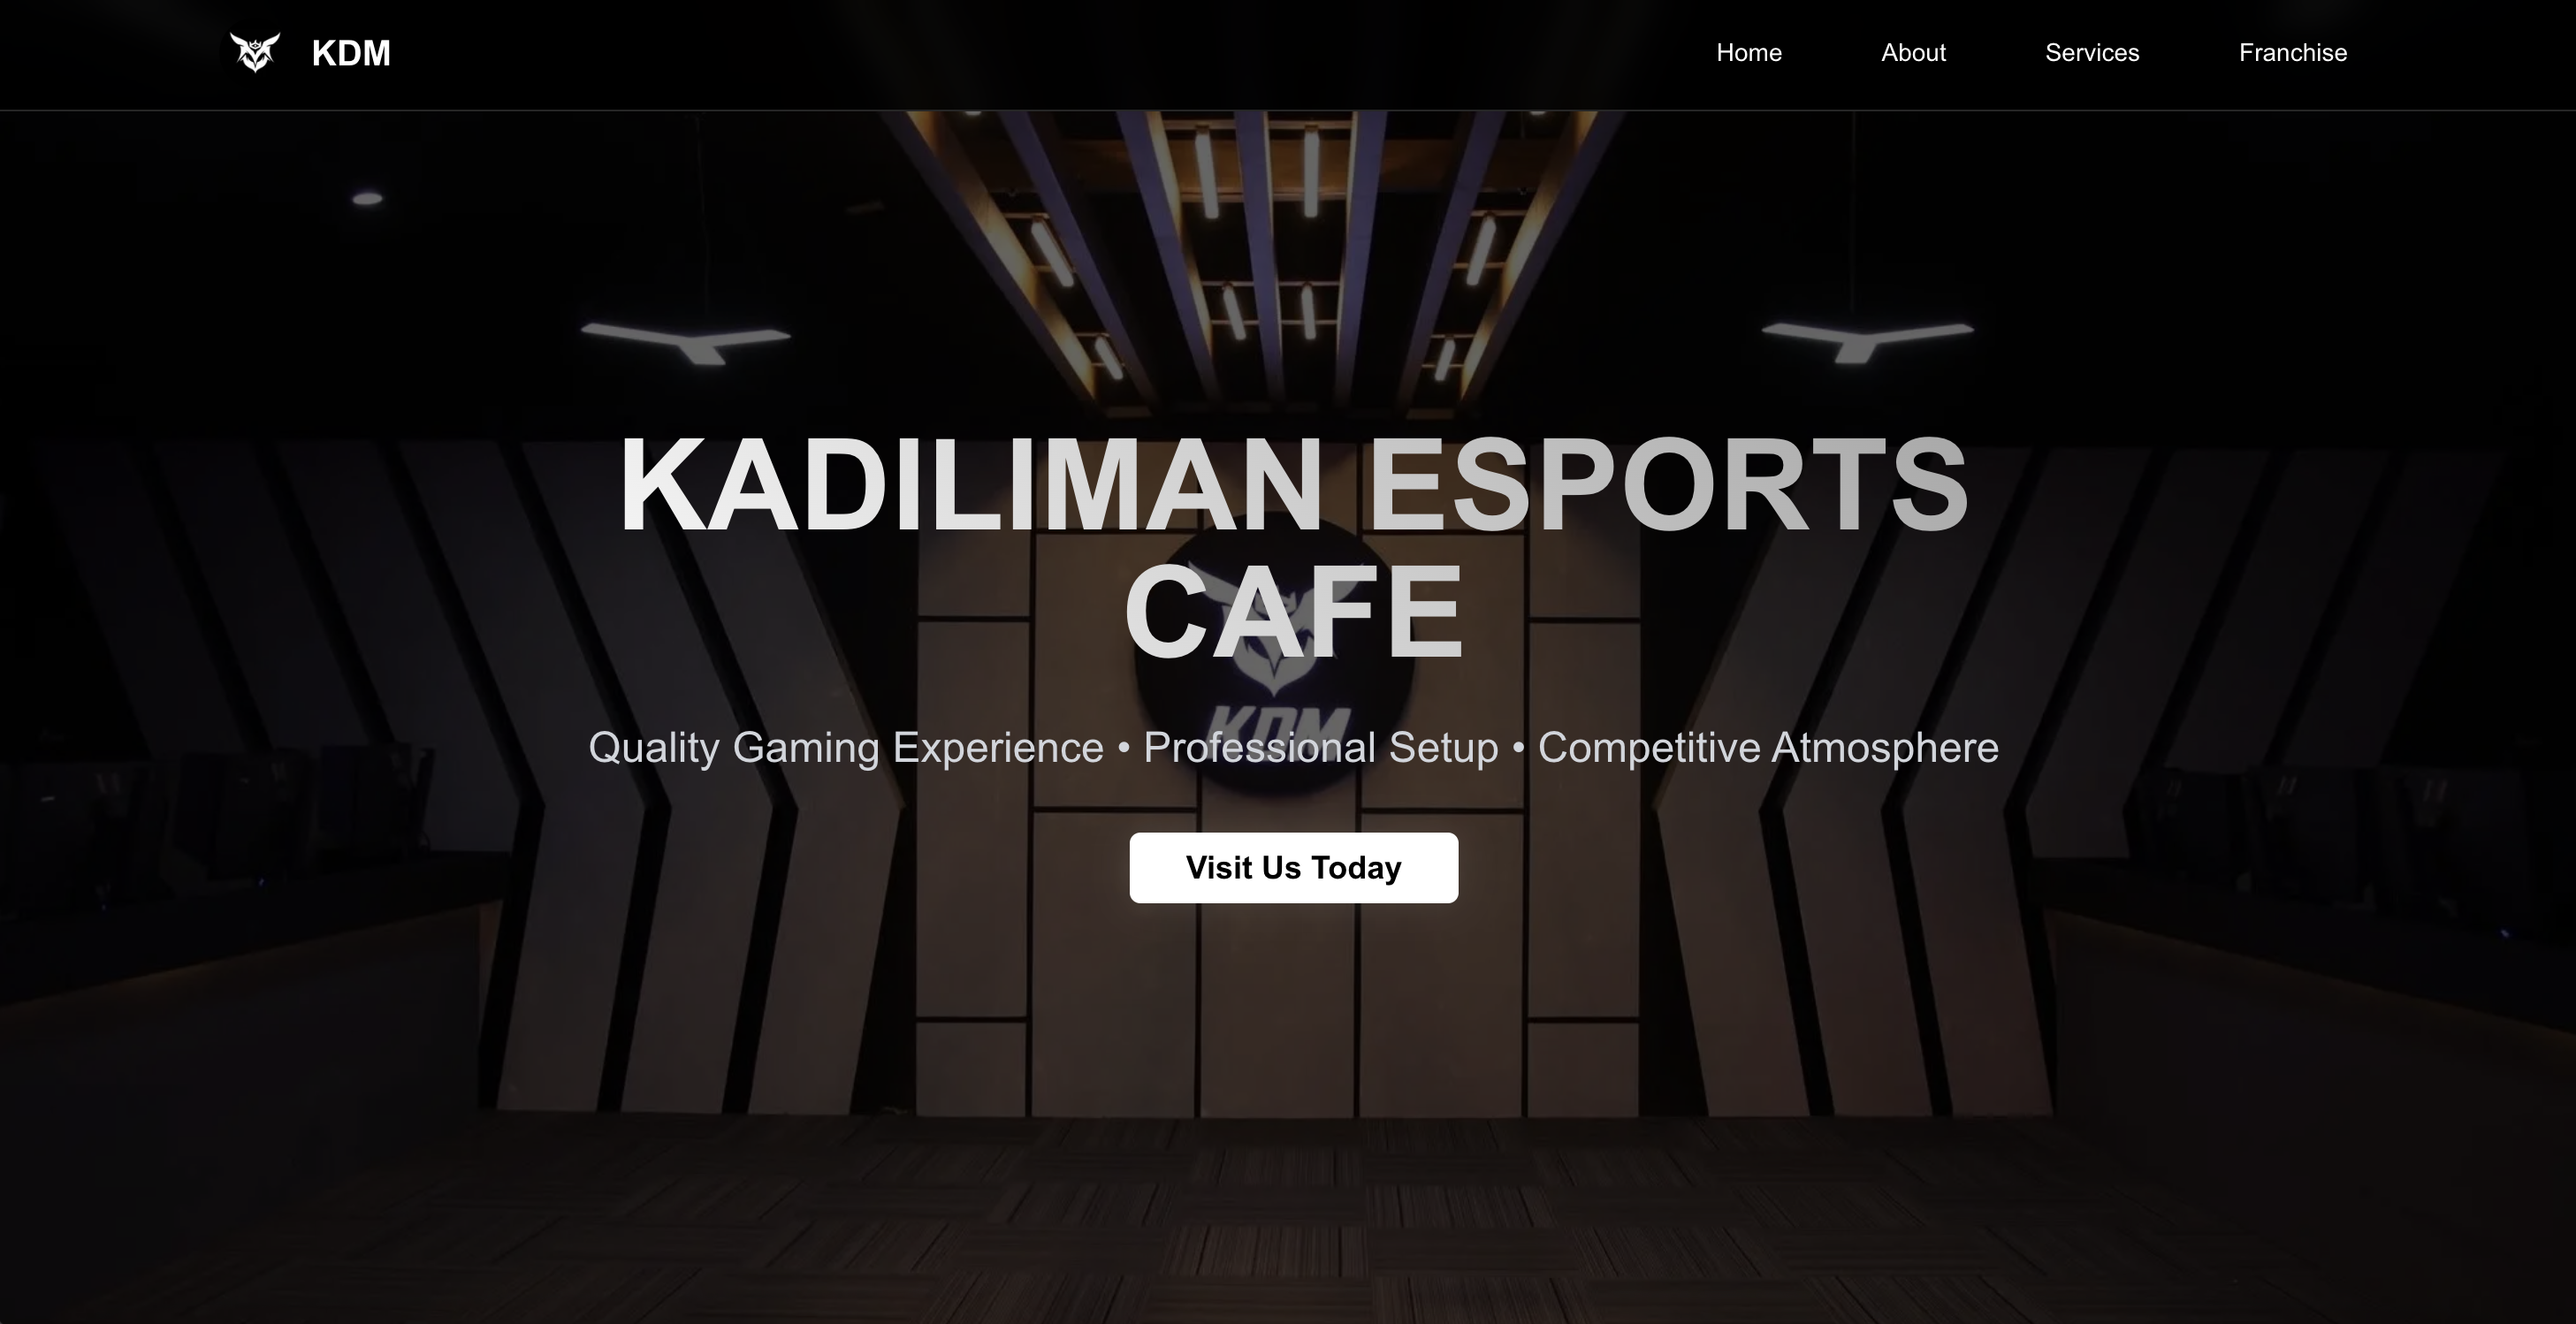 KDM
Home About Services Franchise
KADILIMAN ESPORTS
CAFE
KDM
Quality Gaming Experience • Professional Setup • Competitive Atmosphere
Visit Us Today